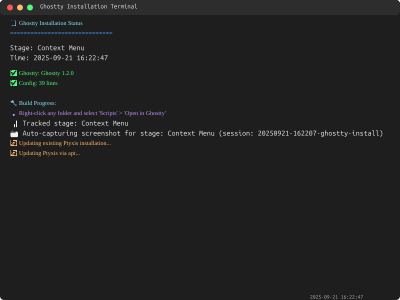 Ghostty Installation Terminal
Ghostty Installation Status
==============================
Stage: Context Menu
Time: 2025-09-21 16:22:47
✅ Ghostty: Ghostty 1.2.0
✅ Config: 39 lines
🔨 Build Progress:
• Right-click any folder and select 'Scripts' > 'Open in Ghostty'
📊 Tracked stage: Context Menu
📸 Auto-capturing screenshot for stage: Context Menu (session: 20250921-162207-ghostty-install)
🔄 Updating existing Ptyxis installation...
🔄 Updating Ptyxis via apt...
2025-09-21 16:22:47